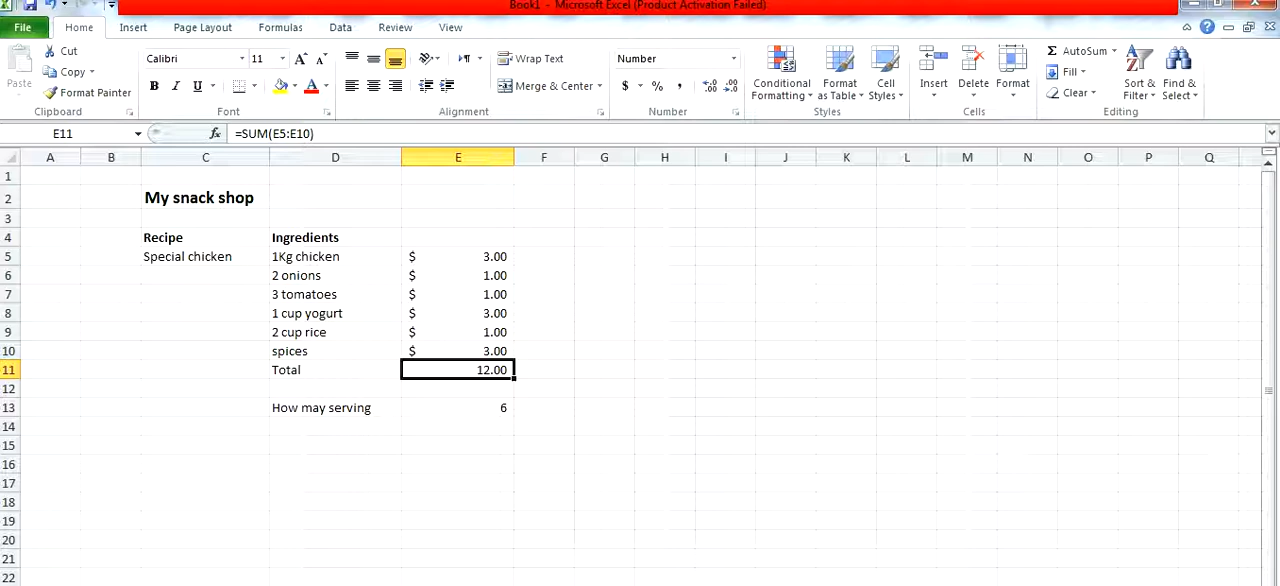 Book1 - Microsoft Excel (Product Activation Failed)
File Home Insert Page Layout Formulas Data Review View
Paste
Cut
Copy
Format Painter
Clipboard
Calibri 11
B I U
Font
Wrap Text
Merge & Center
Alignment
Number
$ % ,
Number
Conditional Formatting
Format as Table
Cell Styles
Styles
Insert Delete Format
Cells
AutoSum
Fill
Clear
Sort & Filter
Find & Select
Editing
E11 fx =SUM(E5:E10)
A B C D E F G H I J K L M N O P Q
1
2 My snack shop
3
4 Recipe Ingredients
5 Special chicken 1Kg chicken $ 3.00
6 2 onions $ 1.00
7 3 tomatoes $ 1.00
8 1 cup yogurt $ 3.00
9 2 cup rice $ 1.00
10 spices $ 3.00
11 Total 12.00
12
13 How may serving 6
14
15
16
17
18
19
20
21
22